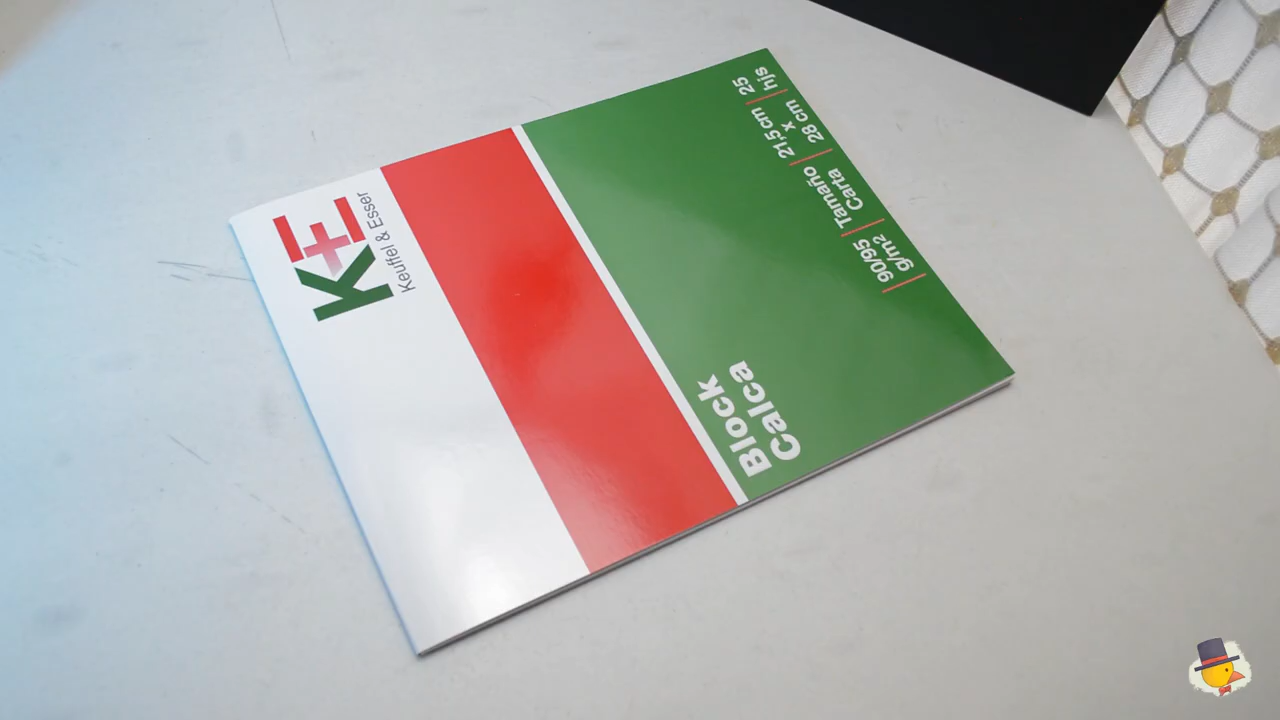 K+E
Keuffel & Esser
Block
Calca
90/95
g/m2
Tamaño
Carta
21,5 cm
x
28 cm
25
hjs